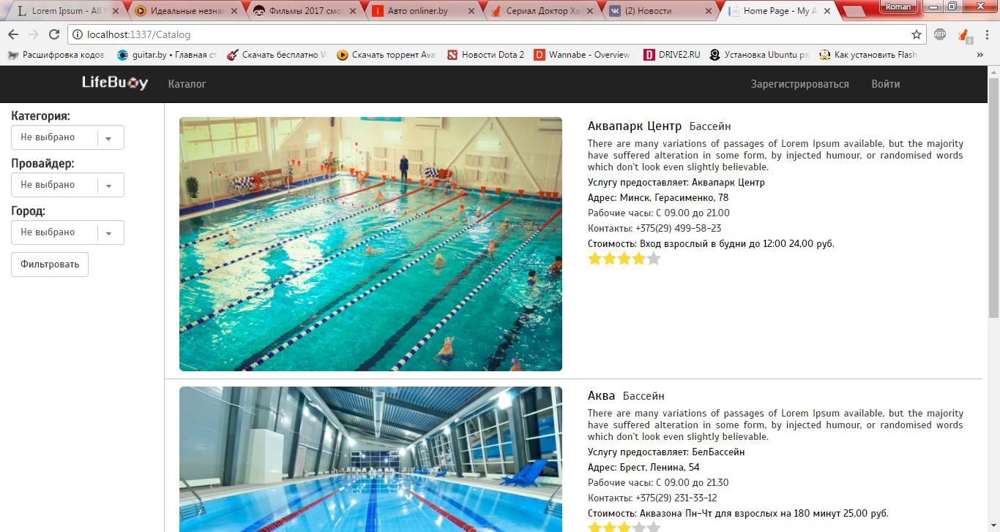 Lorem Ipsum - All
Идеальные незна
Фильмы 2017 смо
Авто onliner.by
Сериал Доктор Ха
(2) Новости
Home Page - My A
Roman
localhost:1337/Catalog
ABP
3
Расшифровка кодов
guitar.by • Главная ст
Скачать бесплатно
Скачать торрент Ava
Новости Dota 2
Wannabe - Overview
DRIVE2.RU
Установка Ubuntu ря
Как установить Flash
»
LifeBuoy
Каталог
Зарегистрироваться
Войти
Категория:
Не выбрано
Провайдер:
Не выбрано
Город:
Не выбрано
Фильтровать
Аквапарк Центр Бассейн
There are many variations of passages of Lorem Ipsum available, but the majority
have suffered alteration in some form, by injected humour, or randomised words
which don't look even slightly believable.
Услугу предоставляет: Аквапарк Центр
Адрес: Минск, Герасименко, 78
Рабочие часы: С 09.00 до 21.00
Контакты: +375(29) 499-58-23
Стоимость: Вход взрослый в будни до 12:00 24,00 руб.
Аква Бассейн
There are many variations of passages of Lorem Ipsum available, but the majority
have suffered alteration in some form, by injected humour, or randomised words
which don't look even slightly believable.
Услугу предоставляет: БелБассейн
Адрес: Брест, Ленина, 54
Рабочие часы: С 09.00 до 21.30
Контакты: +375(29) 231-33-12
Стоимость: Аквазона Пн-Чт для взрослых на 180 минут 25,00 руб.